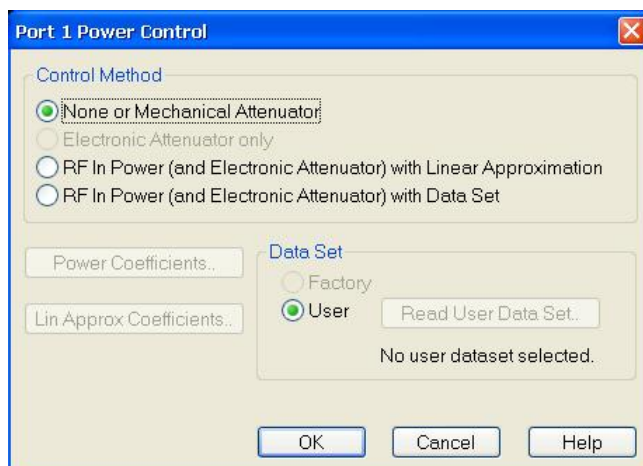 Port 1 Power Control
Control Method
None or Mechanical Attenuator
Electronic Attenuator only
RF In Power (and Electronic Attenuator) with Linear Approximation
RF In Power (and Electronic Attenuator) with Data Set
Power Coefficients..
Lin Approx Coefficients..
Data Set
Factory
User
Read User Data Set..
No user dataset selected.
OK
Cancel
Help